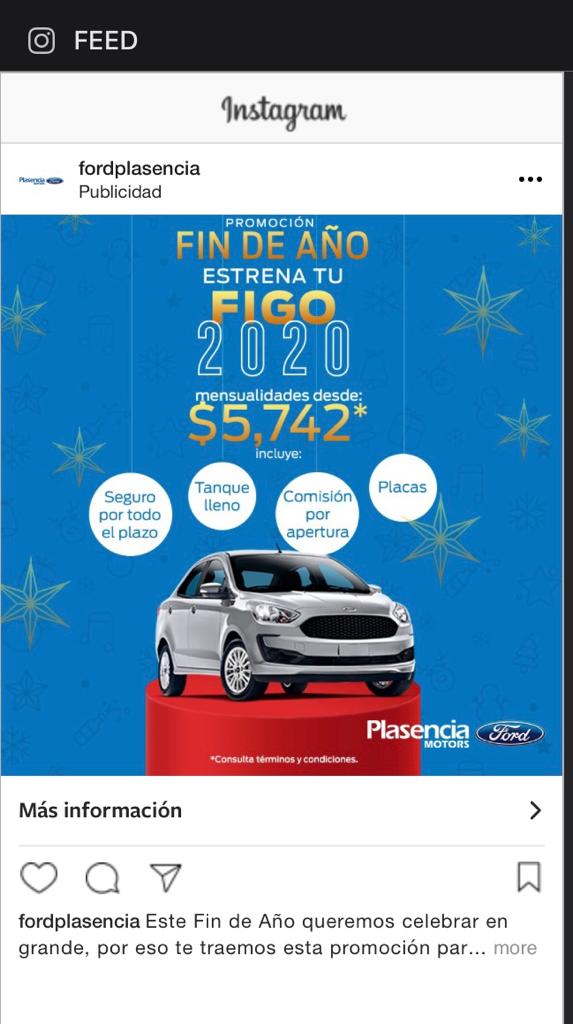 FEED
Instagram
Plasencia Ford
fordplasencia
Publicidad
PROMOCIÓN
FIN DE AÑO
ESTRENA TU
FIGO
2020
mensualidades desde:
$5,742*
incluye:
Seguro
por todo
el plazo
Tanque
lleno
Comisión
por
apertura
Placas
Plasencia
MOTORS
Ford
*Consulta términos y condiciones.
Más información
fordplasencia Este Fin de Año queremos celebrar en
grande, por eso te traemos esta promoción par... more